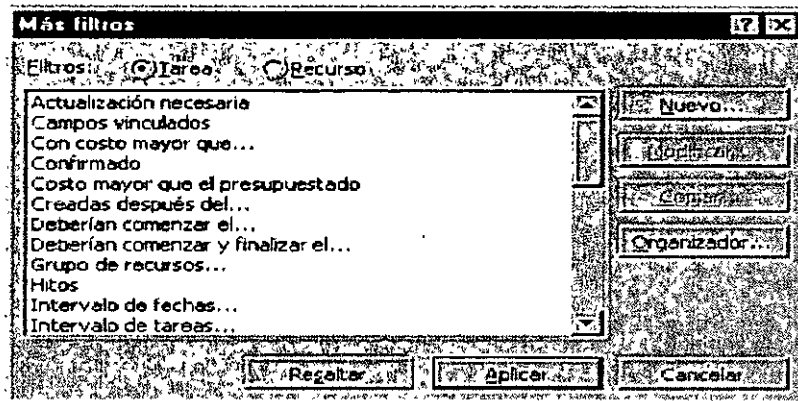 Más filtros
Filtros: Tarea Recurso
Actualización necesaria
Campos vinculados
Con costo mayor que...
Confirmado
Costo mayor que el presupuestado
Creadas después del...
Deberían comenzar el...
Deberían comenzar y finalizar el...
Grupo de recursos...
Hitos
Intervalo de fechas...
Intervalo de tareas...
Nuevo...
Organizador...
Resaltar
Aplicar
Cancelar